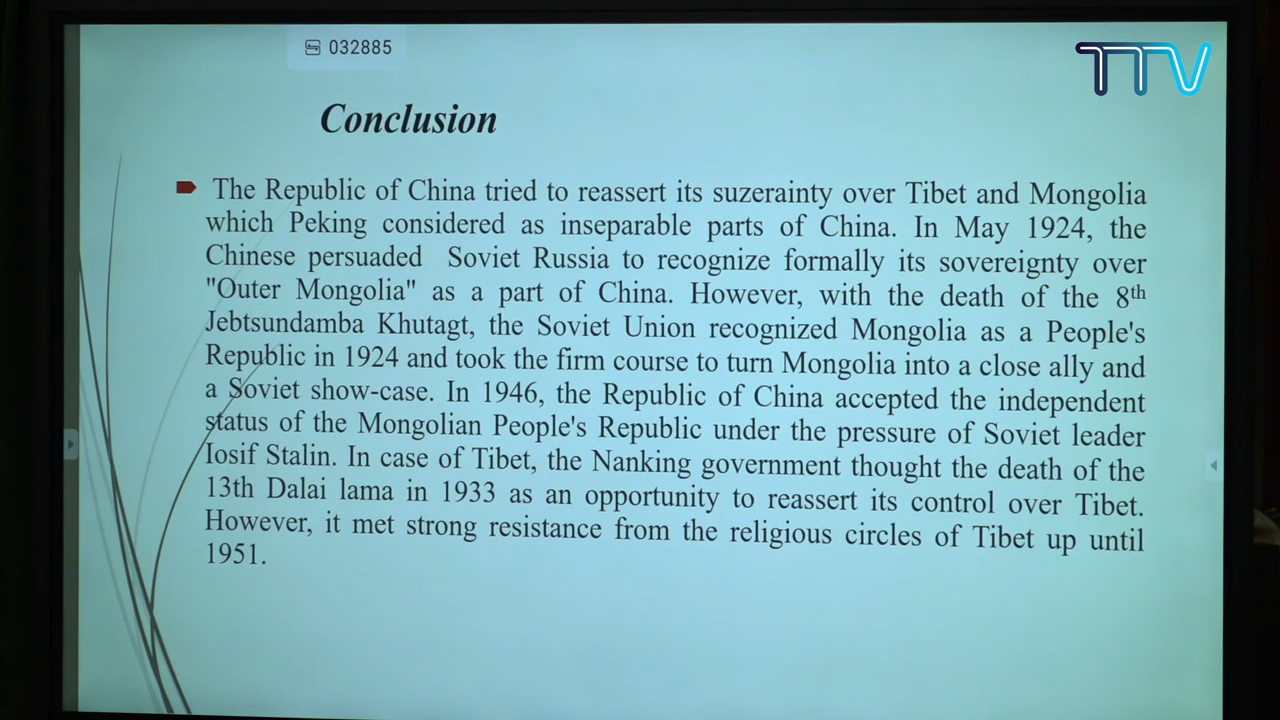 032885
TTV
Conclusion
The Republic of China tried to reassert its suzerainty over Tibet and Mongolia
which Peking considered as inseparable parts of China. In May 1924, the
Chinese persuaded Soviet Russia to recognize formally its sovereignty over
"Outer Mongolia" as a part of China. However, with the death of the 8th
Jebtsundamba Khutagt, the Soviet Union recognized Mongolia as a People's
Republic in 1924 and took the firm course to turn Mongolia into a close ally and
a Soviet show-case. In 1946, the Republic of China accepted the independent
status of the Mongolian People's Republic under the pressure of Soviet leader
Iosif Stalin. In case of Tibet, the Nanking government thought the death of the
13th Dalai lama in 1933 as an opportunity to reassert its control over Tibet.
However, it met strong resistance from the religious circles of Tibet up until
1951.